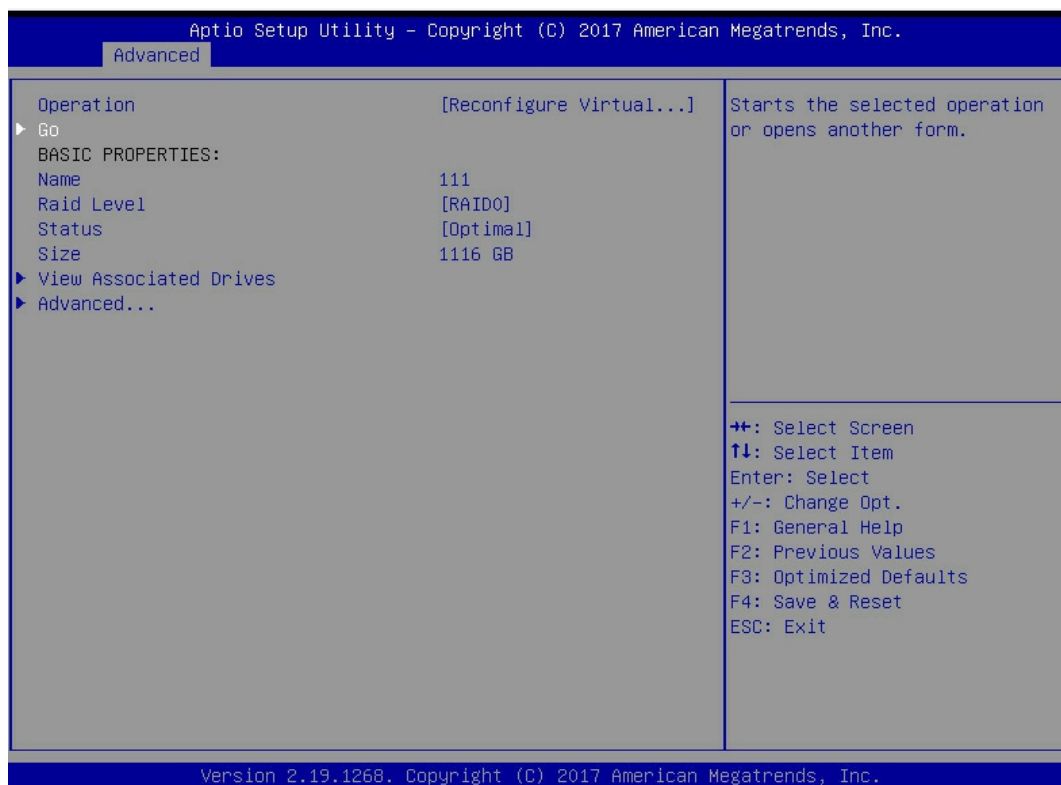 Aptio Setup Utility – Copyright (C) 2017 American Megatrends, Inc.
Advanced
Operation [Reconfigure Virtual...]
Go
BASIC PROPERTIES:
Name 111
Raid Level [RAID0]
Status [Optimal]
Size 1116 GB
View Associated Drives
Advanced...
Starts the selected operation
or opens another form.
→←: Select Screen
↑↓: Select Item
Enter: Select
+/-: Change Opt.
F1: General Help
F2: Previous Values
F3: Optimized Defaults
F4: Save & Reset
ESC: Exit
Version 2.19.1268. Copyright (C) 2017 American Megatrends, Inc.